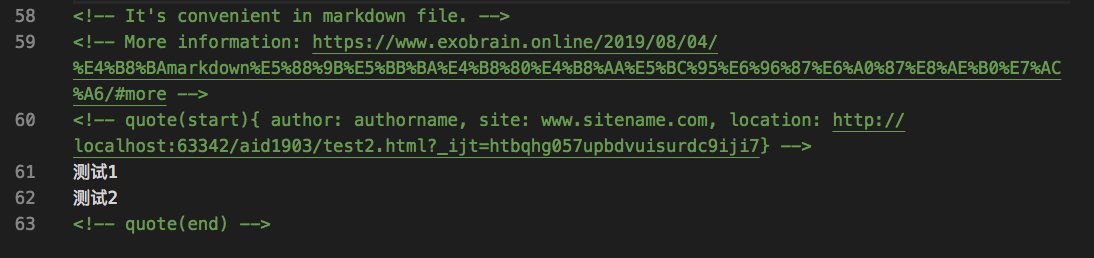 58 <!-- It's convenient in markdown file. -->
59 <!-- More information: https://www.exobrain.online/2019/08/04/
%E4%B8%BAmarkdown%E5%88%9B%E5%BB%BA%E4%B8%80%E4%B8%AA%E5%BC%95%E6%96%87%E6%A0%87%E8%AE%B0%E7%AC
%A6/#more -->
60 <!-- quote(start){ author: authorname, site: www.sitename.com, location: http://
localhost:63342/aid1903/test2.html?_ijt=htbqhg057upbdvuisurdc9iji7} -->
61 测试1
62 测试2
63 <!-- quote(end) -->